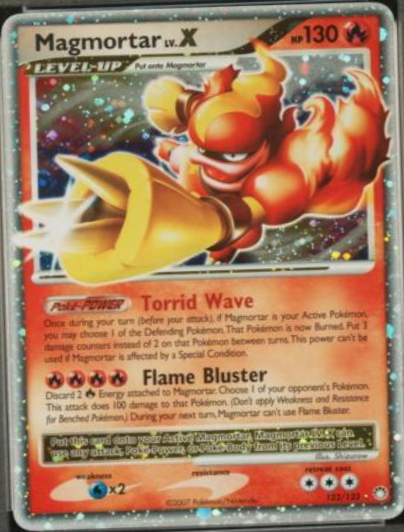 Magmortar LV.X HP 130
LEVEL-UP Put onto Magmortar
Poké-POWER Torrid Wave
Once during your turn (before your attack), if Magmortar is your Active Pokémon,
you may choose 1 of the Defending Pokémon. That Pokémon is now Burned. Put 3
damage counters instead of 2 on that Pokémon between turns. This power can't be
used if Magmortar is affected by a Special Condition.
Flame Bluster
Discard 2 Energy attached to Magmortar. Choose 1 of your opponent's Pokémon.
This attack does 100 damage to that Pokémon. (Don't apply Weakness and Resistance
for Benched Pokémon.) During your next turn, Magmortar can't use Flame Bluster.
Put this card onto your Active Magmortar. Magmortar LV.X can
use any attack, Poké-Power, or Poké-Body from its previous Level.
weakness resistance retreat cost
x2
©2007 Pokémon/Nintendo